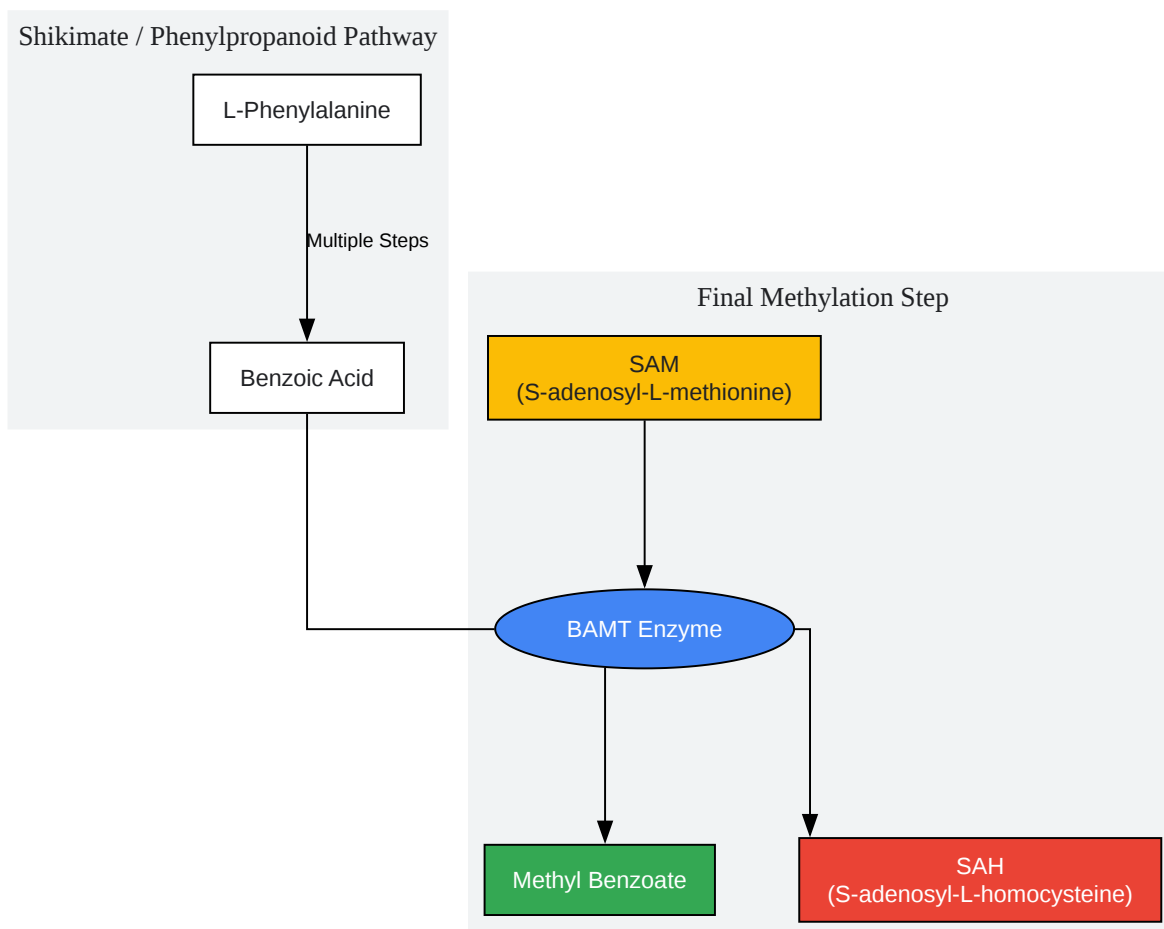 Shikimate / Phenylpropanoid Pathway
L-Phenylalanine
Multiple Steps
Benzoic Acid
Final Methylation Step
SAM
(S-adenosyl-L-methionine)
BAMT Enzyme
Methyl Benzoate
SAH
(S-adenosyl-L-homocysteine)